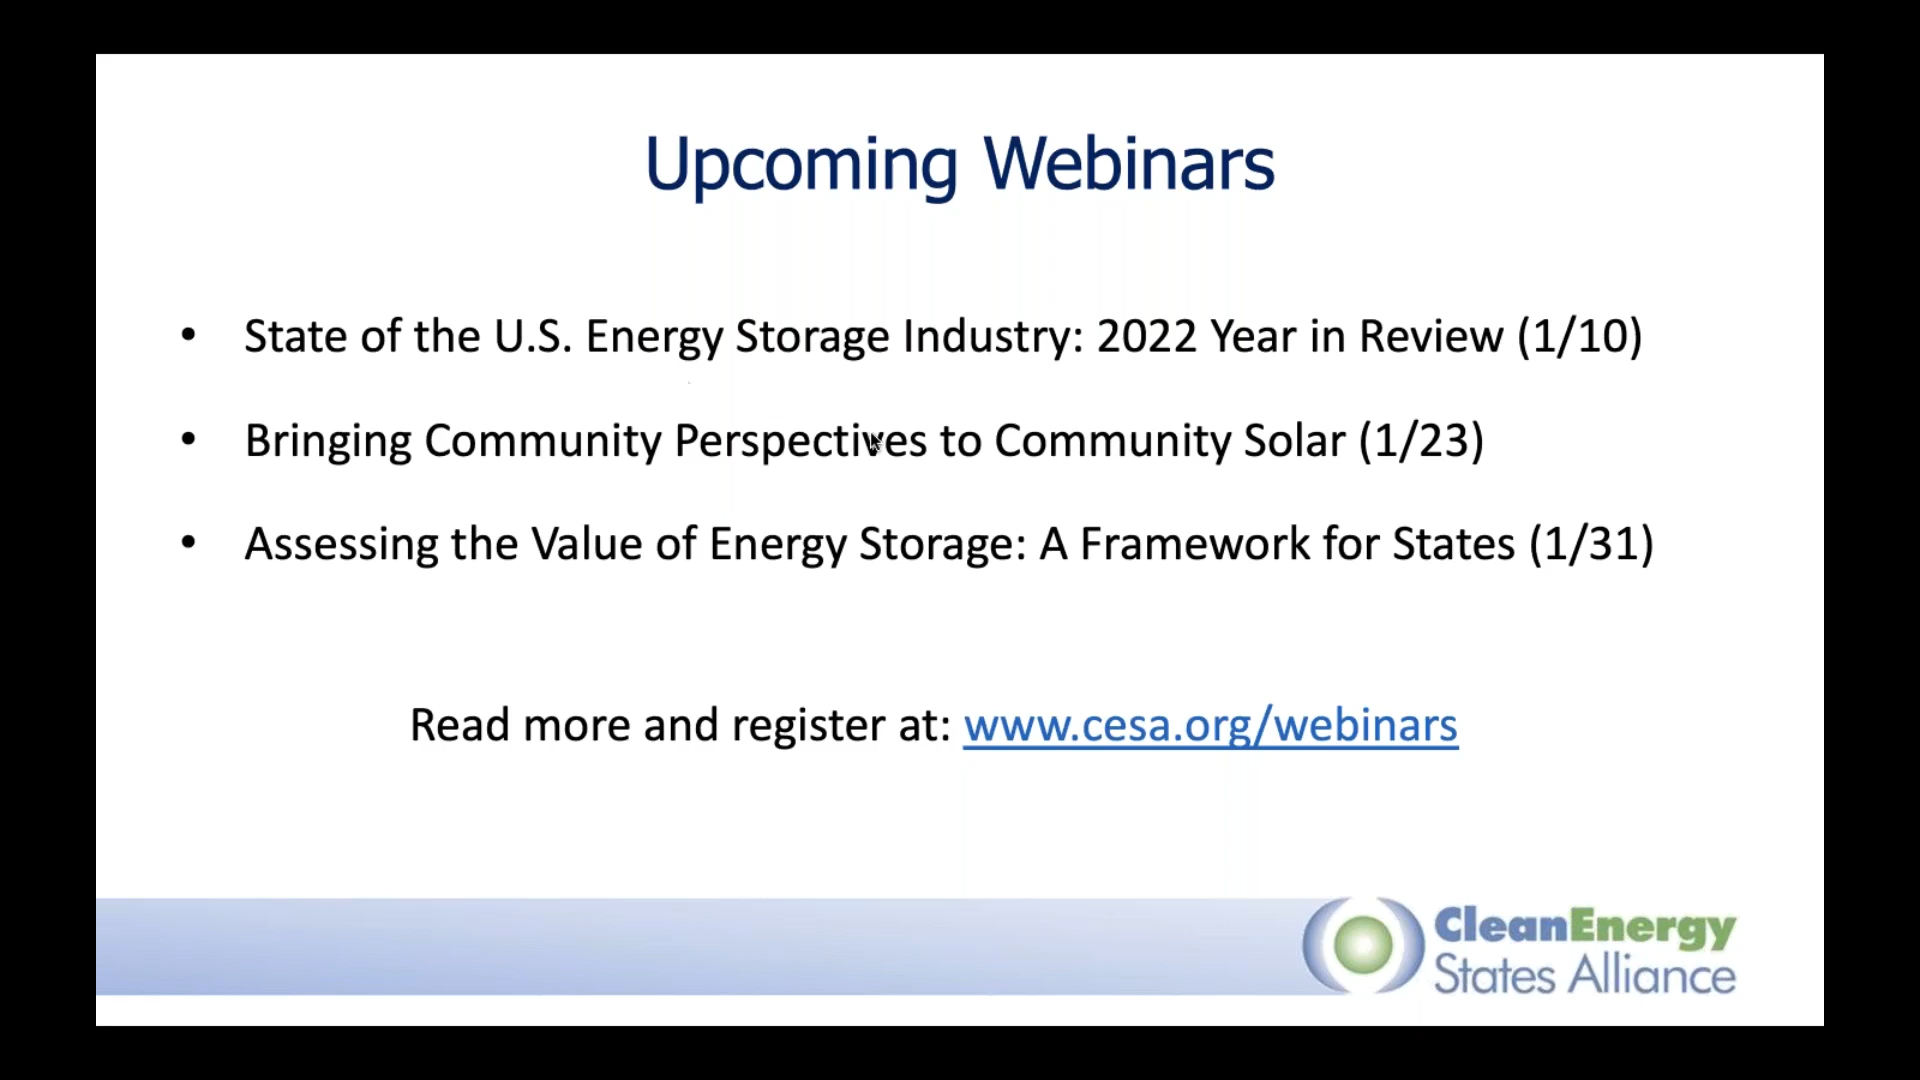 Upcoming Webinars
• State of the U.S. Energy Storage Industry: 2022 Year in Review (1/10)
• Bringing Community Perspectives to Community Solar (1/23)
• Assessing the Value of Energy Storage: A Framework for States (1/31)
Read more and register at: www.cesa.org/webinars
CleanEnergy
States Alliance